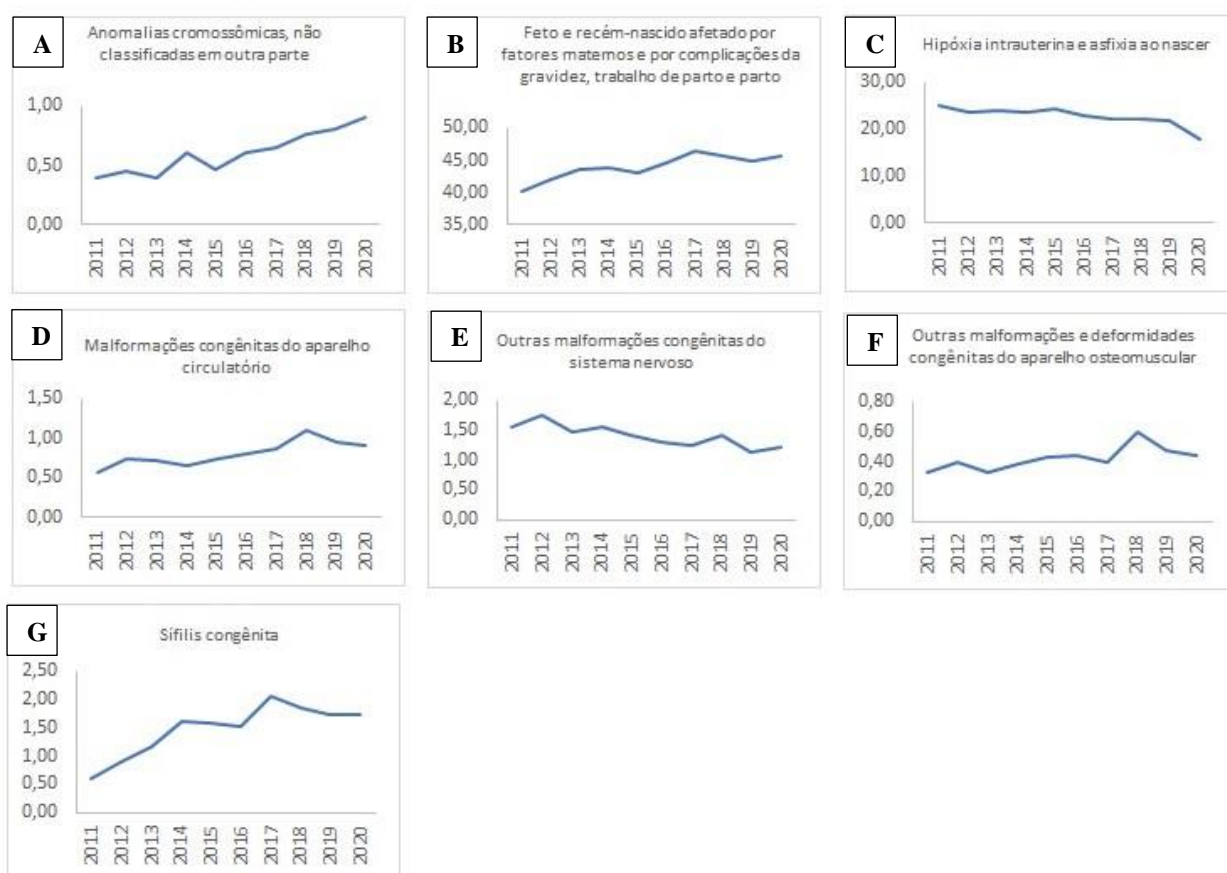 A
Anomalias cromossômicas, não
classificadas em outra parte
1,00
0,50
0,00
2011 2012 2013 2014 2015 2016 2017 2018 2019 2020
B
Feto e recém-nascido afetado por
fatores maternos e por complicações da
gravidez, trabalho de parto e parto
50,00
45,00
40,00
35,00
2011 2012 2013 2014 2015 2016 2017 2018 2019 2020
C
Hipóxia intrauterina e asfixia ao nascer
30,00
20,00
10,00
0,00
2011 2012 2013 2014 2015 2016 2017 2018 2019 2020
D
Malformações congênitas do aparelho
circulatório
1,50
1,00
0,50
0,00
2011 2012 2013 2014 2015 2016 2017 2018 2019 2020
E
Outras malformações congênitas do
sistema nervoso
2,00
1,50
1,00
0,50
0,00
2011 2012 2013 2014 2015 2016 2017 2018 2019 2020
F
Outras malformações e deformidades
congênitas do aparelho osteomuscular
0,80
0,60
0,40
0,20
0,00
2011 2012 2013 2014 2015 2016 2017 2018 2019 2020
G
Sífilis congênita
2,50
2,00
1,50
1,00
0,50
0,00
2011 2012 2013 2014 2015 2016 2017 2018 2019 2020